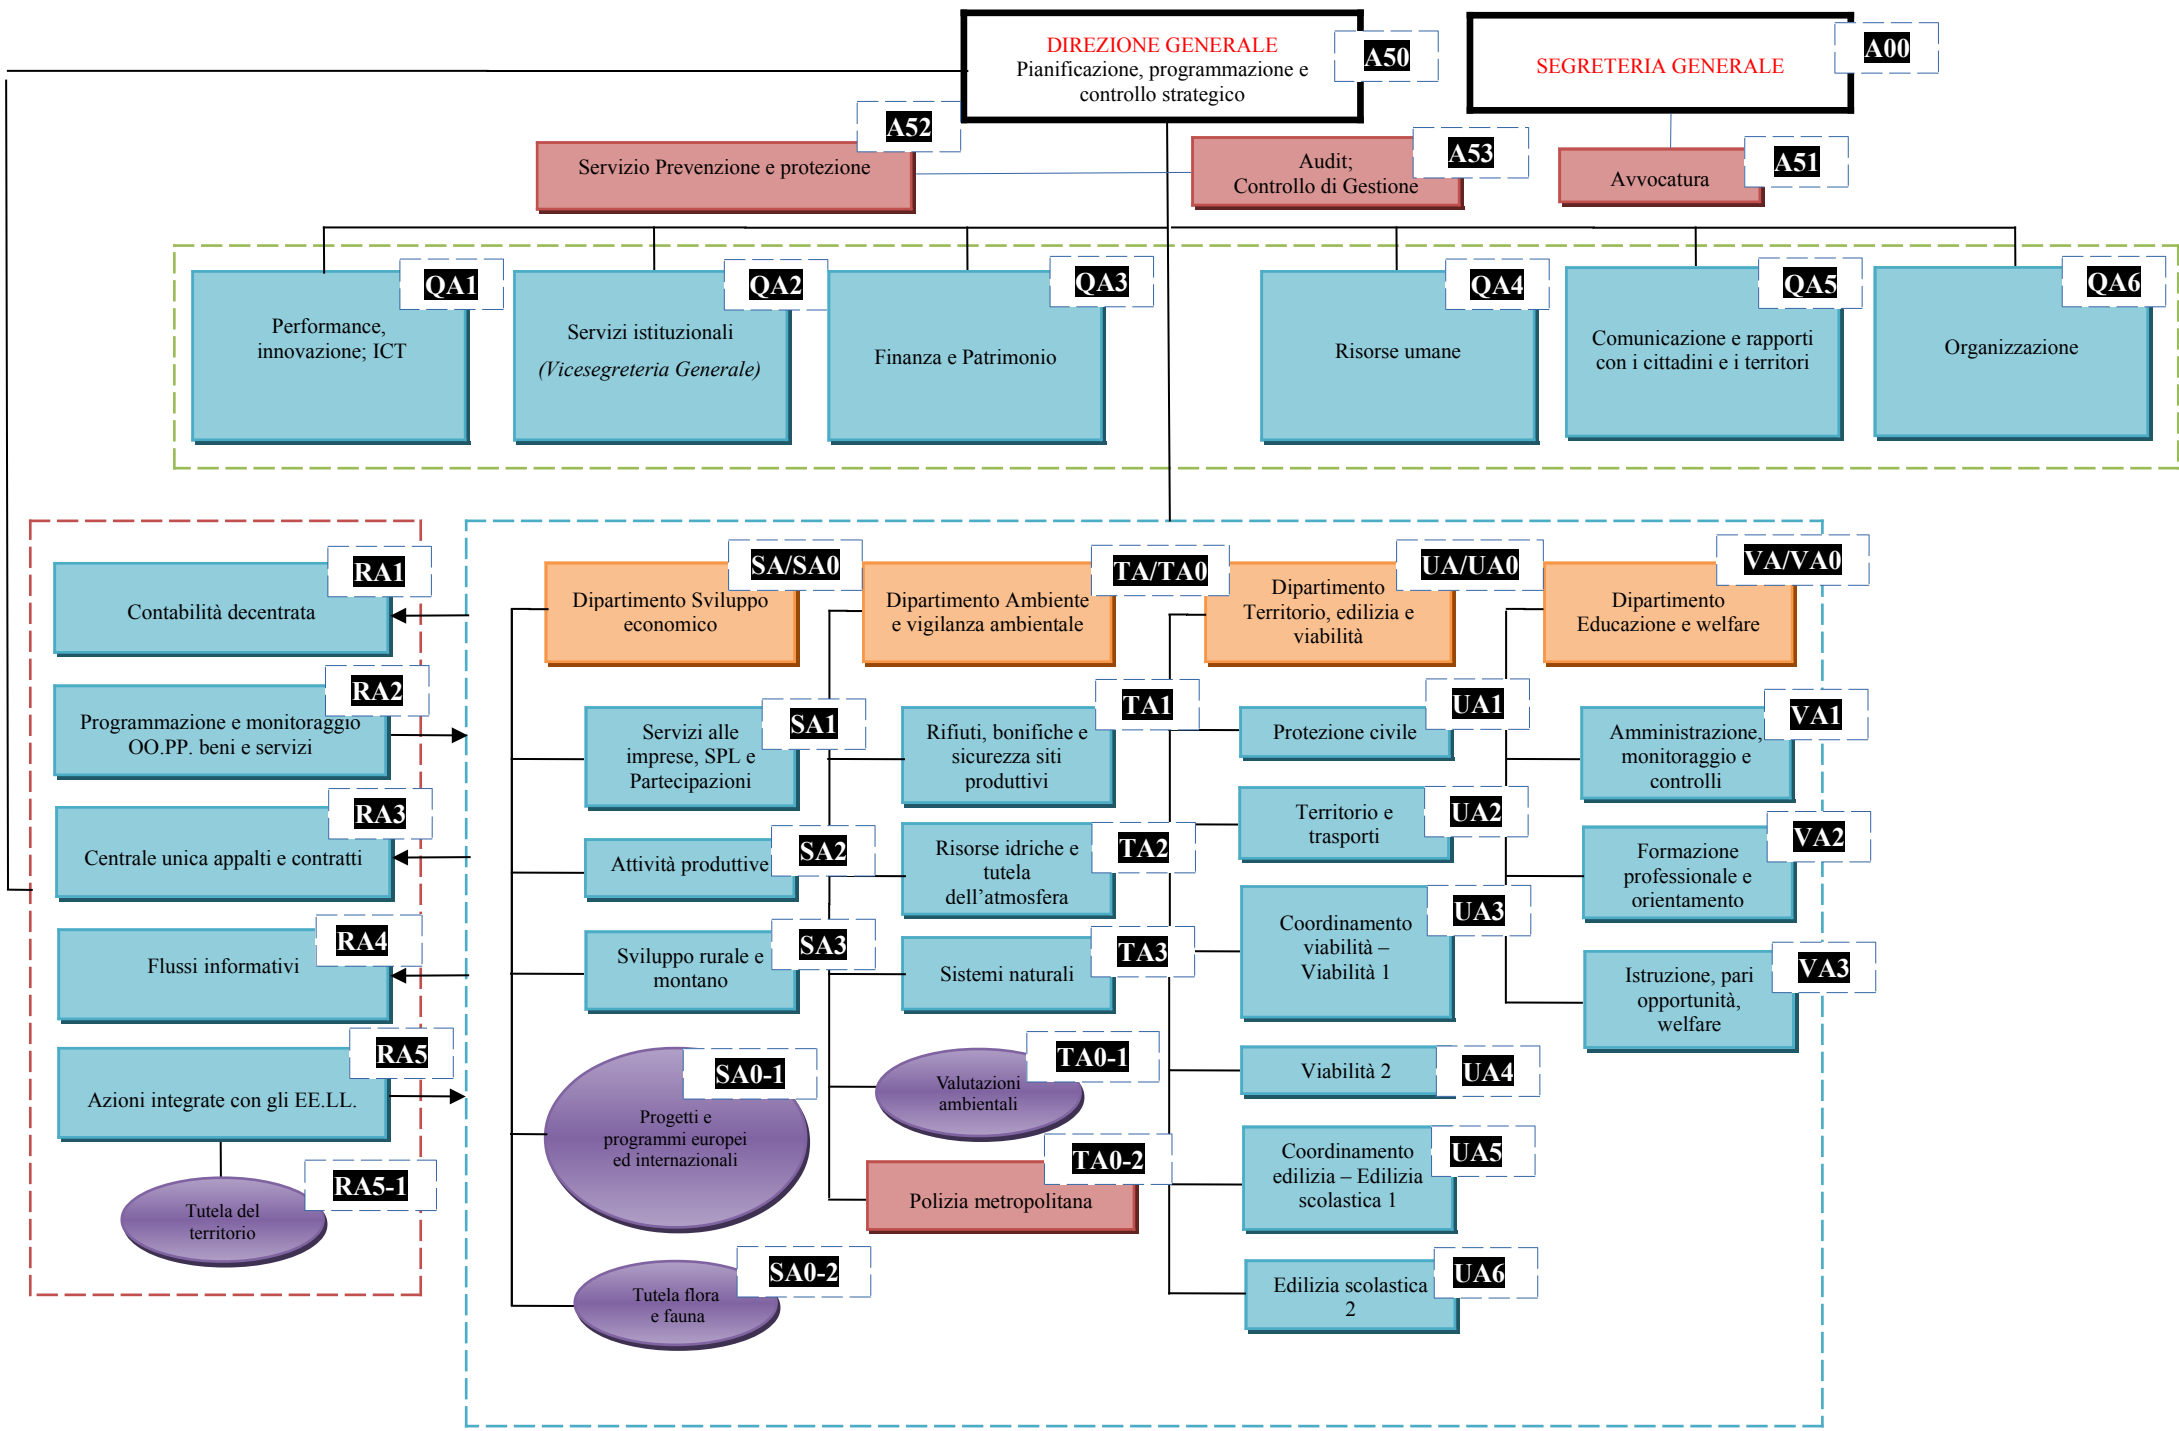 DIREZIONE GENERALE
Pianificazione, programmazione e
controllo strategico
A50
SEGRETERIA GENERALE
A00
Servizio Prevenzione e protezione
A52
Audit;
Controllo di Gestione
A53
Avvocatura
A51
Performance,
innovazione; ICT
QA1
Servizi istituzionali
(Vicesegreteria Generale)
QA2
Finanza e Patrimonio
QA3
Risorse umane
QA4
Comunicazione e rapporti
con i cittadini e i territori
QA5
Organizzazione
QA6
Contabilità decentrata
RA1
Programmazione e monitoraggio
OO.PP. beni e servizi
RA2
Centrale unica appalti e contratti
RA3
Flussi informativi
RA4
Azioni integrate con gli EE.LL.
RA5
Tutela del
territorio
RA5-1
Dipartimento Sviluppo
economico
SA/SA0
Servizi alle
imprese, SPL e
Partecipazioni
SA1
Attività produttive
SA2
Sviluppo rurale e
montano
SA3
Progetti e
programmi europei
ed internazionali
SA0-1
Tutela flora
e fauna
SA0-2
Dipartimento Ambiente
e vigilanza ambientale
TA/TA0
Rifiuti, bonifiche e
sicurezza siti
produttivi
TA1
Risorse idriche e
tutela
dell’atmosfera
TA2
Sistemi naturali
TA3
Valutazioni
ambientali
TA0-1
Polizia metropolitana
TA0-2
Dipartimento
Territorio, edilizia e
viabilità
UA/UA0
Protezione civile
UA1
Territorio e
trasporti
UA2
Coordinamento
viabilità –
Viabilità 1
UA3
Viabilità 2
UA4
Coordinamento
edilizia – Edilizia
scolastica 1
UA5
Edilizia scolastica
2
UA6
Dipartimento
Educazione e welfare
VA/VA0
Amministrazione,
monitoraggio e
controlli
VA1
Formazione
professionale e
orientamento
VA2
Istruzione, pari
opportunità,
welfare
VA3